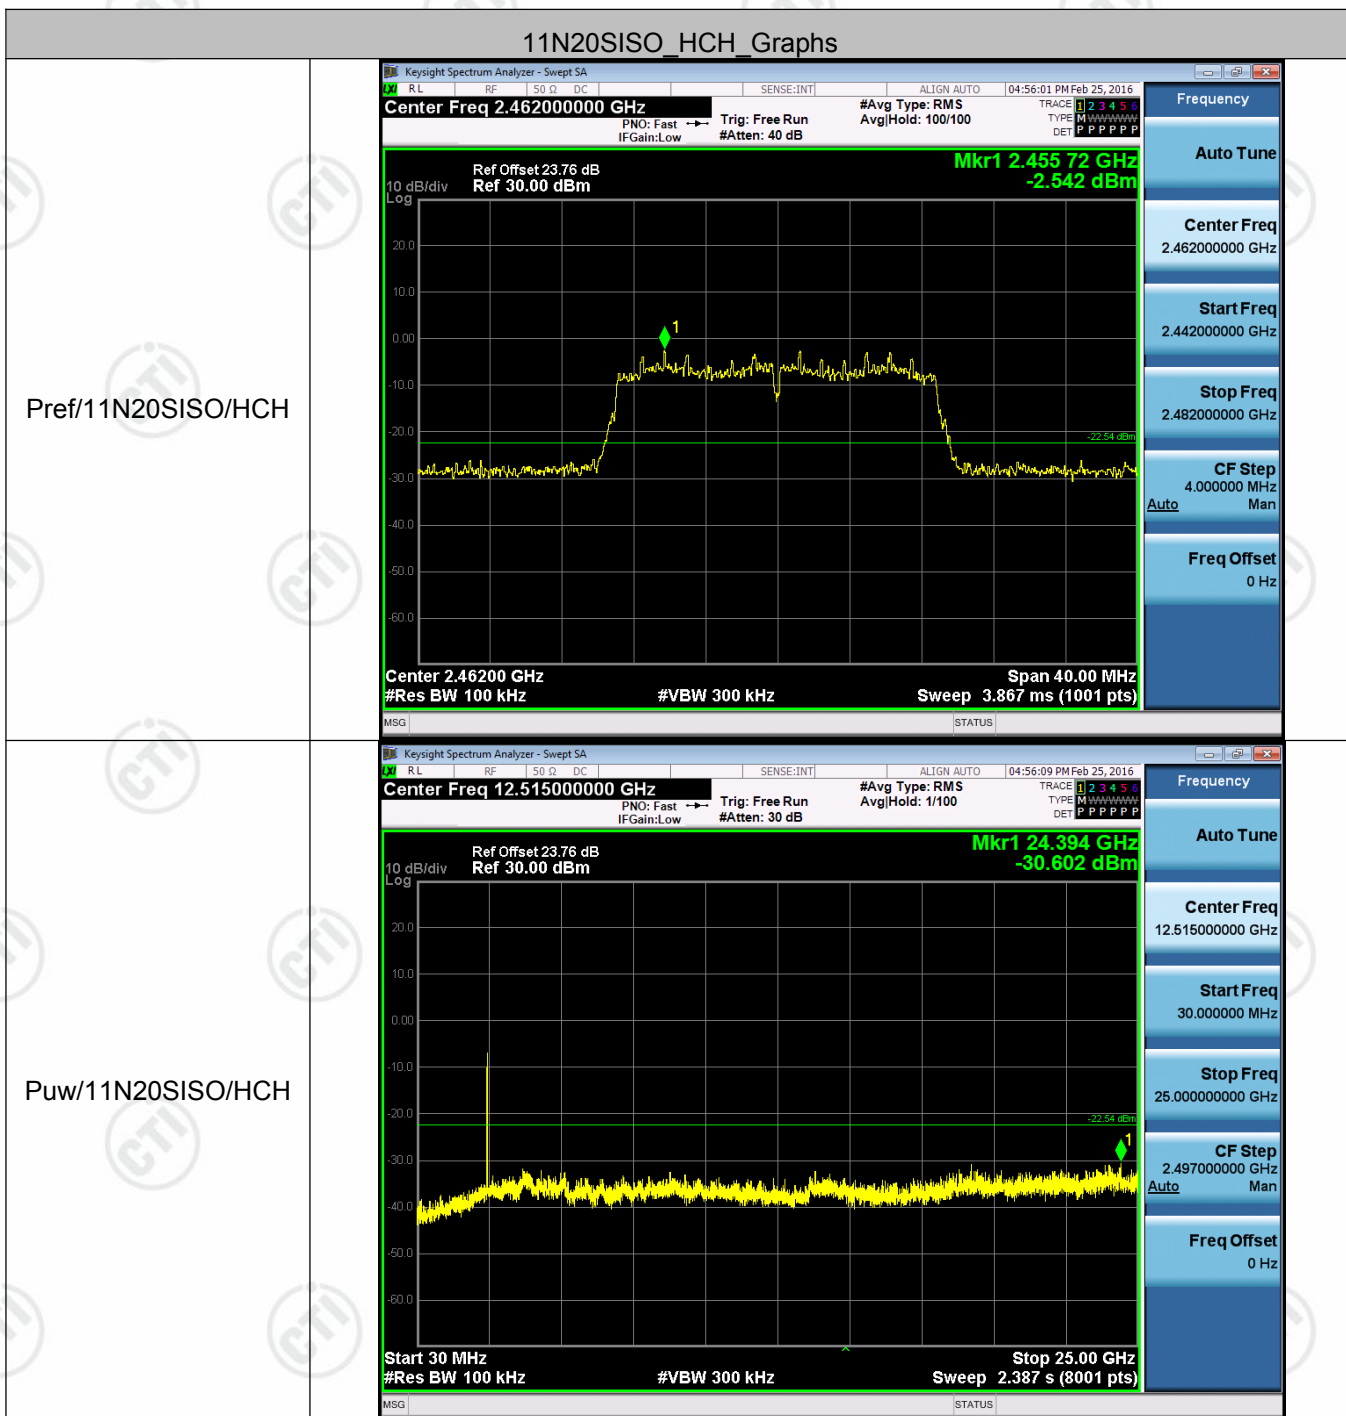 11N20SISO_HCH_Graphs
Pref/11N20SISO/HCH
Keysight Spectrum Analyzer - Swept SA
LXI RL RF 50 Ω DC SENSE:INT ALIGN AUTO 04:56:01 PM Feb 25, 2016
Center Freq 2.462000000 GHz
PNO: Fast
IFGain:Low
Trig: Free Run
#Atten: 40 dB
#Avg Type: RMS
Avg|Hold: 100/100
TRACE 1 2 3 4 5 6
TYPE M WWWWW
DET P P P P P P
Mkr1 2.455 72 GHz
-2.542 dBm
Ref Offset 23.76 dB
10 dB/div Ref 30.00 dBm
Log
20.0
10.0
1
0.00
-10.0
-20.0
-22.54 dBm
-30.0
-40.0
-50.0
-60.0
Center 2.46200 GHz Span 40.00 MHz
#Res BW 100 kHz #VBW 300 kHz Sweep 3.867 ms (1001 pts)
MSG STATUS
Frequency
Auto Tune
Center Freq
2.462000000 GHz
Start Freq
2.442000000 GHz
Stop Freq
2.482000000 GHz
CF Step
4.000000 MHz
Auto Man
Freq Offset
0 Hz
Puw/11N20SISO/HCH
Keysight Spectrum Analyzer - Swept SA
LXI RL RF 50 Ω DC SENSE:INT ALIGN AUTO 04:56:09 PM Feb 25, 2016
Center Freq 12.515000000 GHz
PNO: Fast
IFGain:Low
Trig: Free Run
#Atten: 30 dB
#Avg Type: RMS
Avg|Hold: 1/100
TRACE 1 2 3 4 5 6
TYPE M WWWWW
DET P P P P P P
Mkr1 24.394 GHz
-30.602 dBm
Ref Offset 23.76 dB
10 dB/div Ref 30.00 dBm
Log
20.0
10.0
0.00
-10.0
-20.0
-22.54 dBm
1
-30.0
-40.0
-50.0
-60.0
Start 30 MHz Stop 25.00 GHz
#Res BW 100 kHz #VBW 300 kHz Sweep 2.387 s (8001 pts)
MSG STATUS
Frequency
Auto Tune
Center Freq
12.515000000 GHz
Start Freq
30.000000 MHz
Stop Freq
25.000000000 GHz
CF Step
2.497000000 GHz
Auto Man
Freq Offset
0 Hz